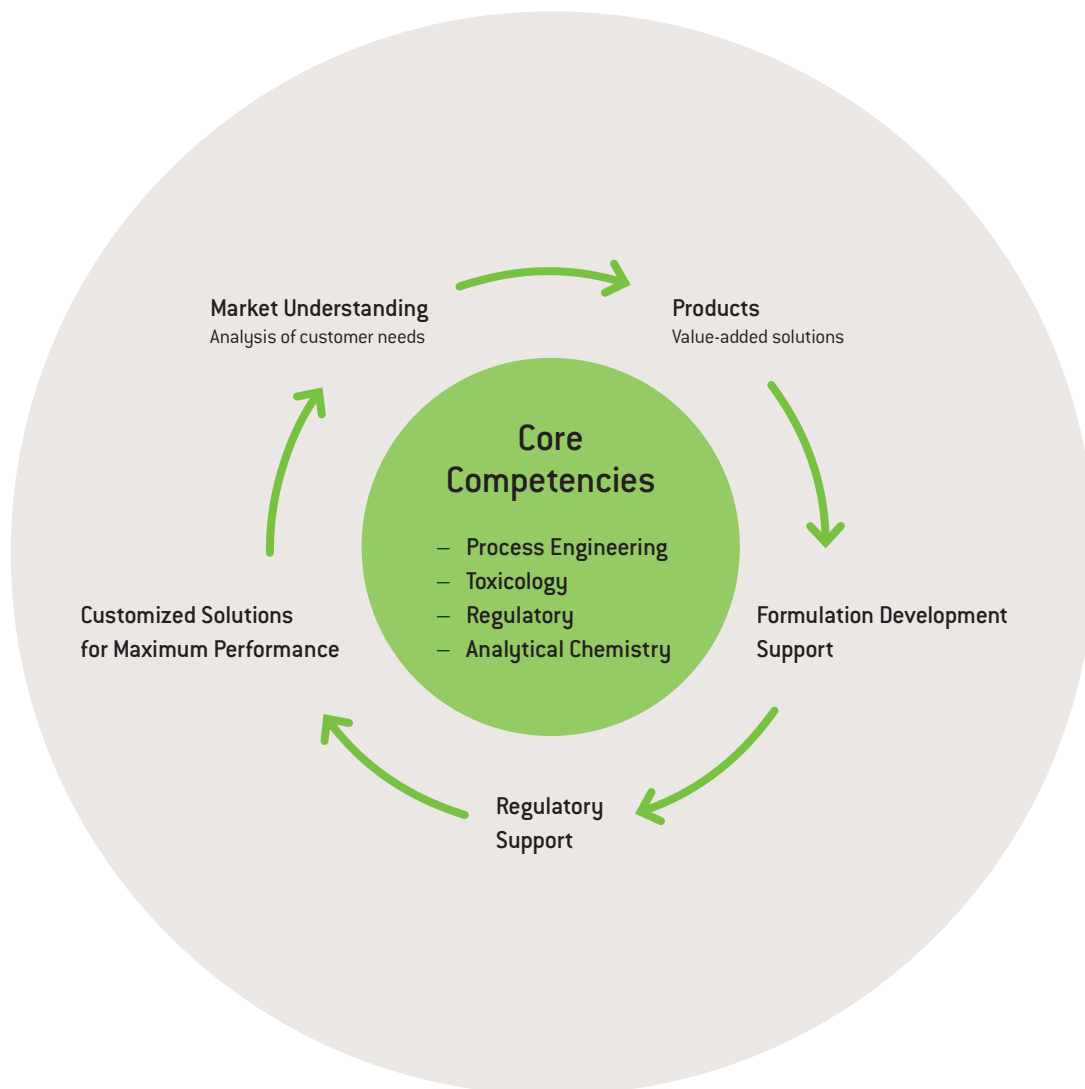 Market Understanding
Analysis of customer needs
Products
Value-added solutions
Core
Competencies
– Process Engineering
– Toxicology
– Regulatory
– Analytical Chemistry
Customized Solutions
for Maximum Performance
Formulation Development
Support
Regulatory
Support